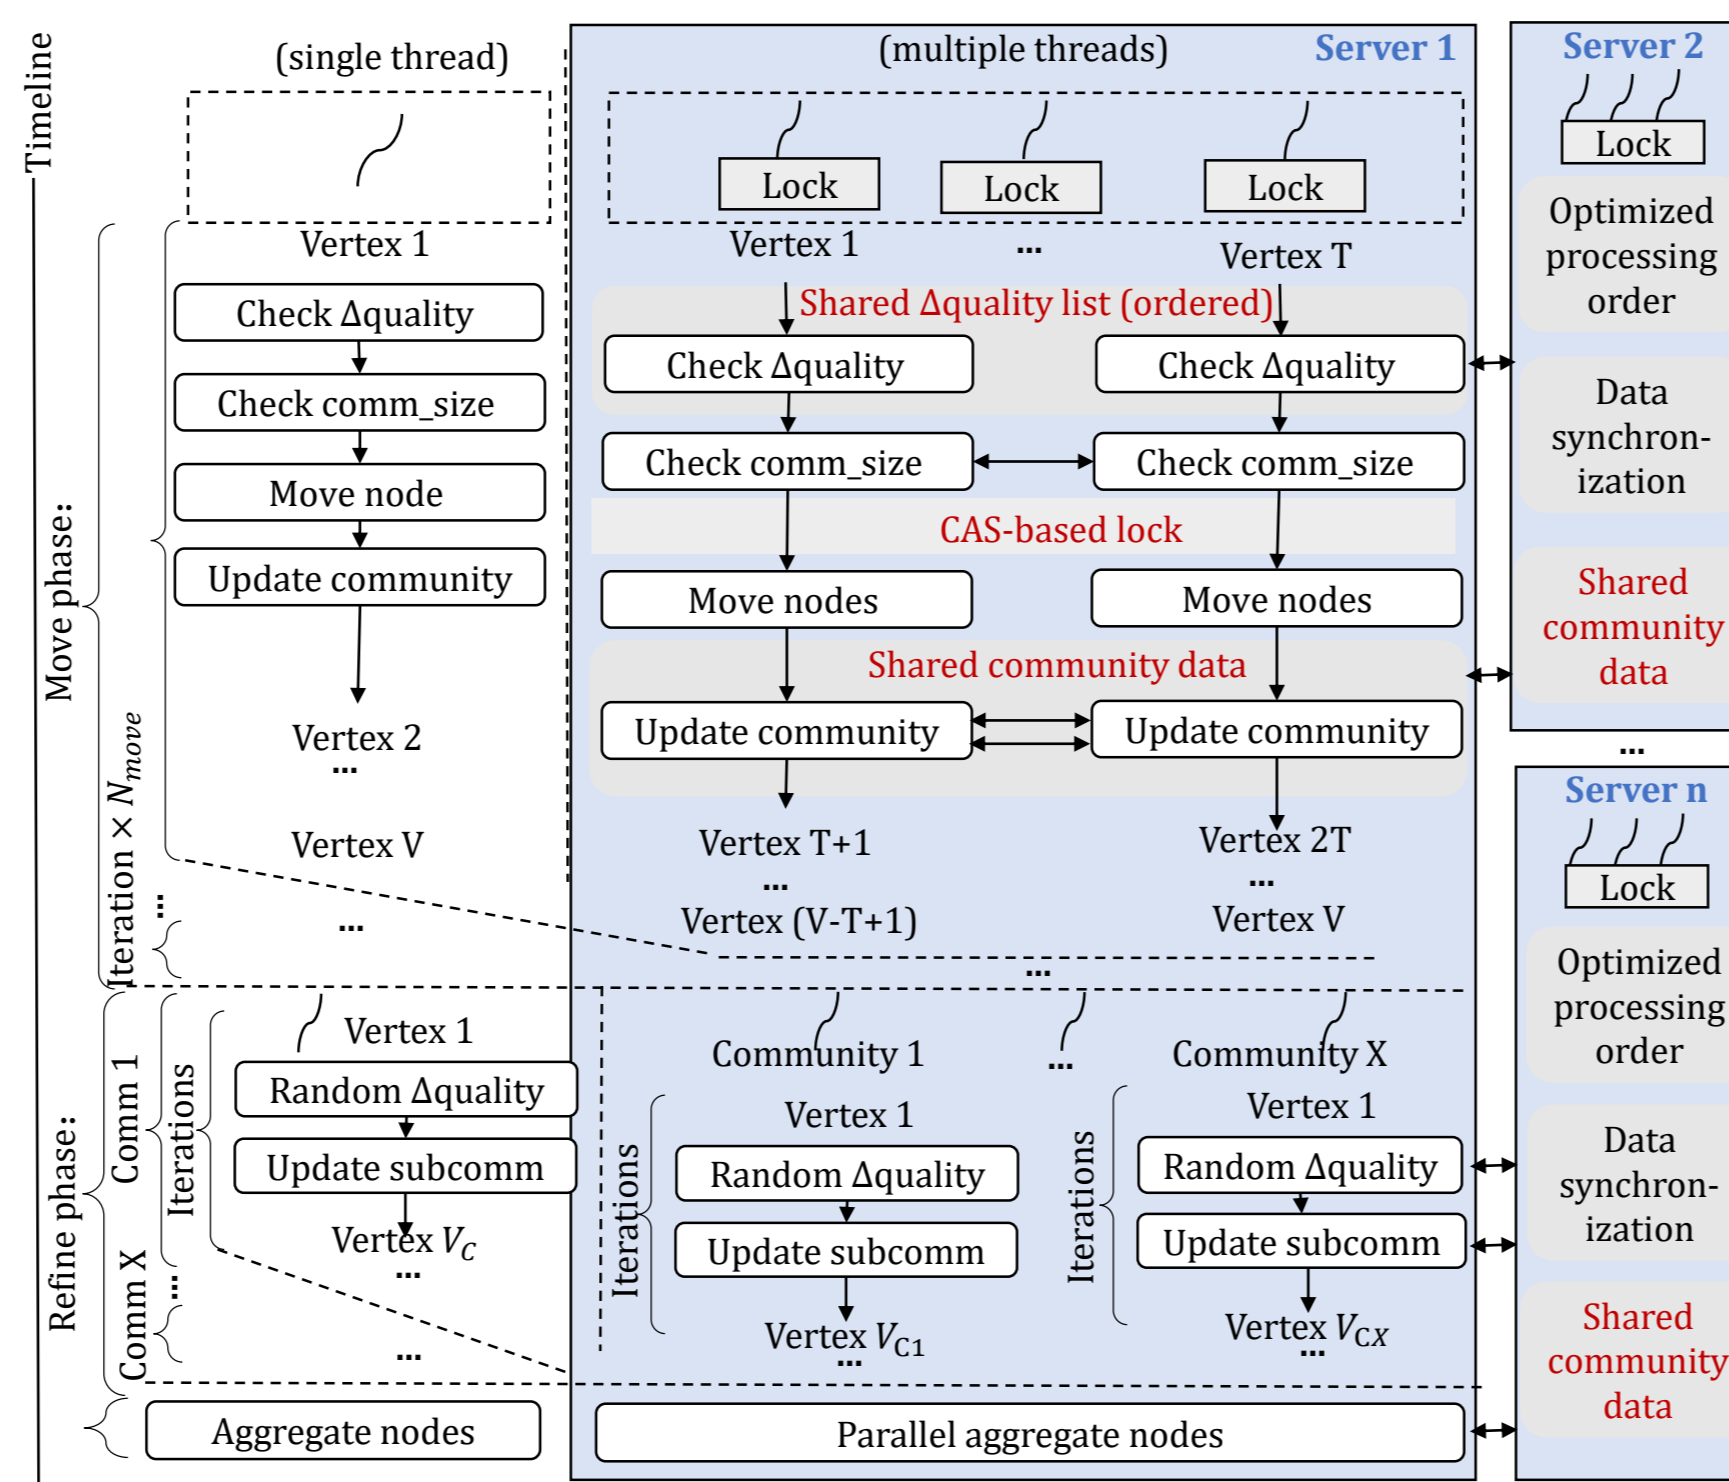 Timeline
(single thread)
(multiple threads)
Server 1
Lock
Lock
Lock
Move phase:
Iteration × N_move
...
Vertex 1
Check Δquality
Check comm_size
Move node
Update community
Vertex 2
...
Vertex V
...
Vertex 1
...
Vertex T
Shared Δquality list (ordered)
Check Δquality
Check Δquality
Check comm_size
Check comm_size
CAS-based lock
Move nodes
Move nodes
Shared community data
Update community
Update community
Vertex T+1
Vertex 2T
...
...
Vertex (V-T+1)
Vertex V
...
Refine phase:
Comm 1
...
Comm X
Iterations
Vertex 1
Random Δquality
Update subcomm
Vertex V_C
...
...
Community 1
...
Community X
Iterations
Vertex 1
Random Δquality
Update subcomm
Vertex V_C1
...
Iterations
Vertex 1
Random Δquality
Update subcomm
Vertex V_CX
...
Aggregate nodes
Parallel aggregate nodes
Server 2
Lock
Optimized
processing
order
Data
synchron-
ization
Shared
community
data
...
Server n
Lock
Optimized
processing
order
Data
synchron-
ization
Shared
community
data